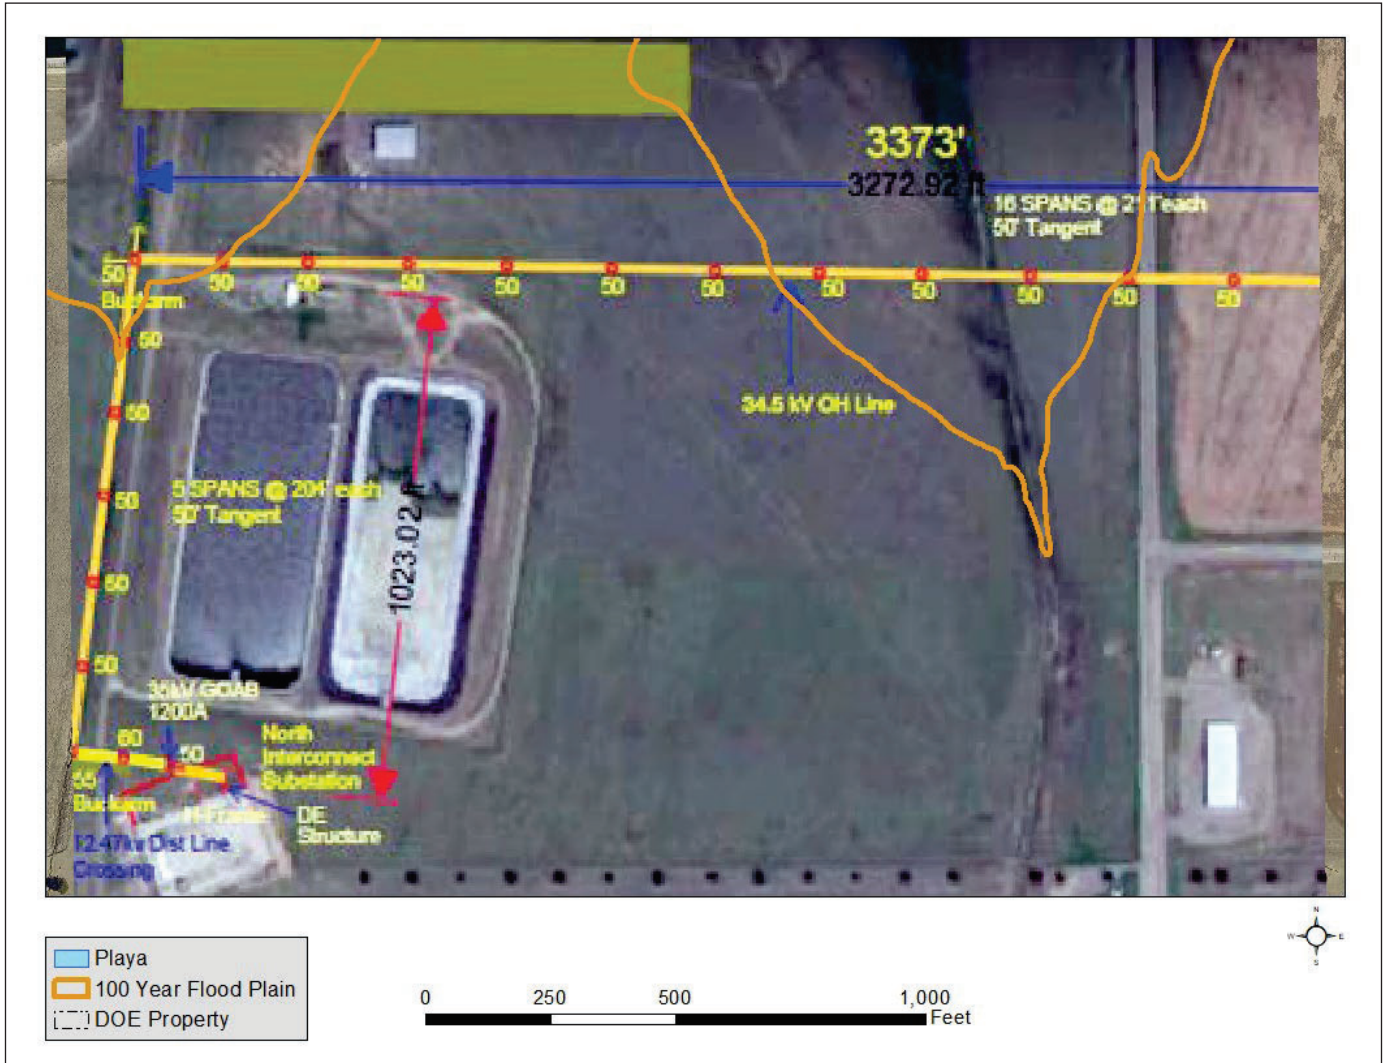 3373'
3272.92 ft
16 SPANS @ 211' each
50' Tangent
50
Buckarm
50
50
50
50
50
50
50
50
50
50
50
50
50
34.5 kV OH Line
5 SPANS @ 204' each
50' Tangent
50
1023.02 ft
50
50
35kV GOAB
1200A
60
50
North
Interconnect
Substation
55
Buckarm
H-Frame
DE
Structure
12.47kv Dist Line
Crossing
N
W
E
S
Playa
100 Year Flood Plain
DOE Property
0
250
500
1,000
Feet